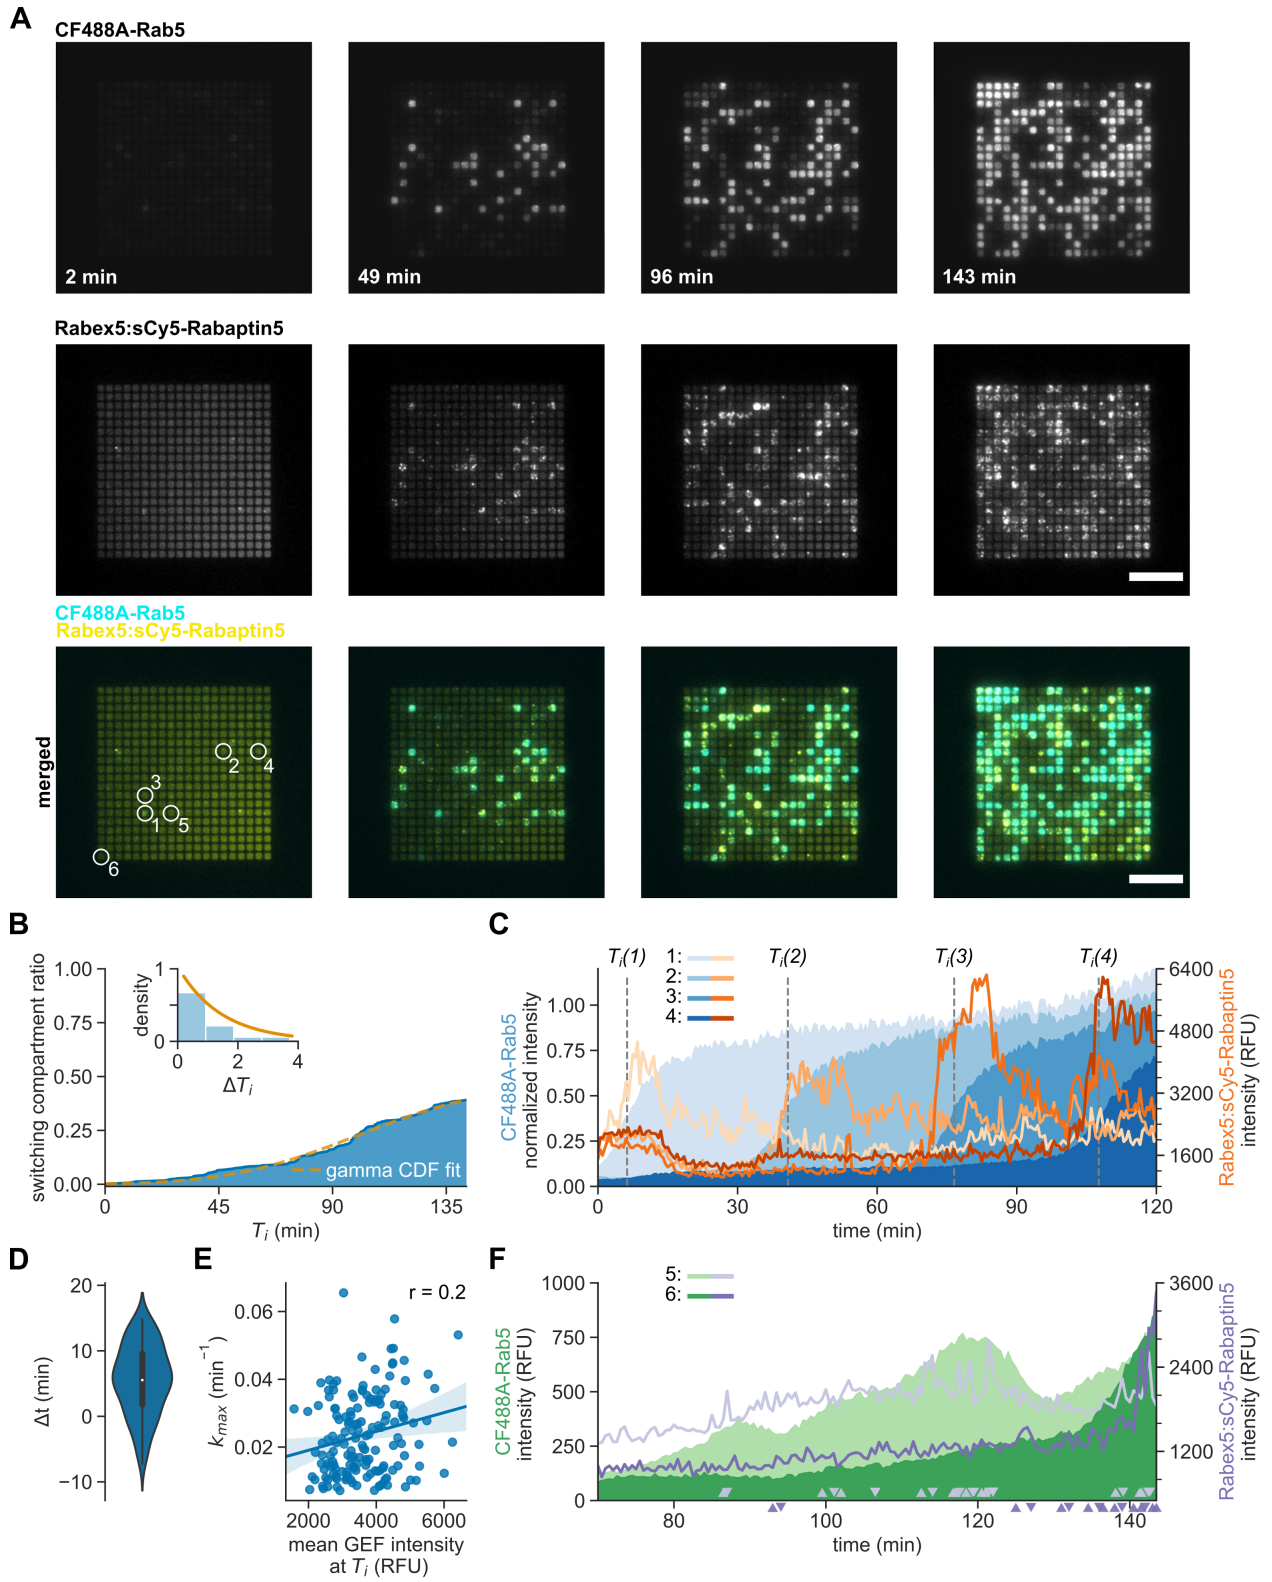 A
CF488A-Rab5
2 min
49 min
96 min
143 min
Rabex5:sCy5-Rabaptin5
CF488A-Rab5
Rabex5:sCy5-Rabaptin5
merged
1
2
3
4
5
6
B
switching compartment ratio
1.00
0.75
0.50
0.25
0.00
0
45
90
135
T_i (min)
gamma CDF fit
density
1
0
0
2
4
ΔT_i
C
T_i(1)
T_i(2)
T_i(3)
T_i(4)
1:
2:
3:
4:
CF488A-Rab5
normalized intensity
1.00
0.75
0.50
0.25
0.00
0
30
60
90
120
time (min)
6400
4800
3200
1600
Rabex5:sCy5-Rabaptin5
intensity (RFU)
D
Δt (min)
20
10
0
−10
E
r = 0.2
k_max (min⁻¹)
0.06
0.04
0.02
2000
4000
6000
mean GEF intensity
at T_i (RFU)
F
5:
6:
CF488A-Rab5
intensity (RFU)
1000
750
500
250
0
80
100
120
140
time (min)
3600
2400
1200
Rabex5:sCy5-Rabaptin5
intensity (RFU)